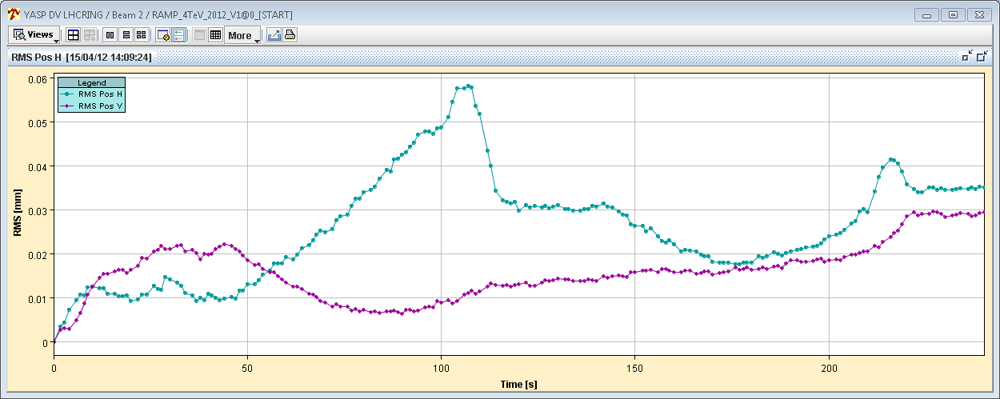 YASP DV LHCRING / Beam 2 / RAMP_4TeV_2012_V1@0_[START]
Views More
RMS Pos H [15/04/12 14:09:24]
Legend
RMS Pos H
RMS Pos V
0.06
0.05
0.04
0.03
0.02
0.01
0
RMS [mm]
0 50 100 150 200
Time [s]